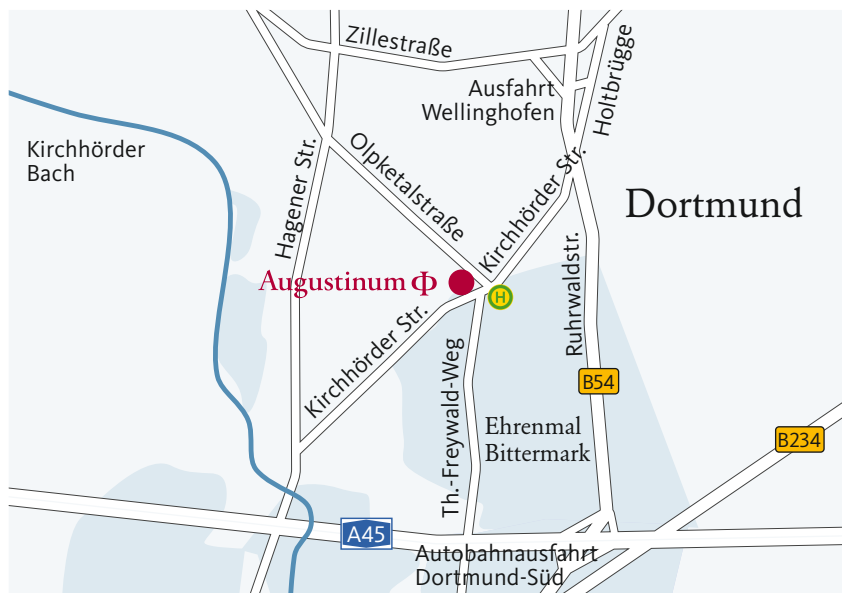 Zillestraße
Ausfahrt
Wellinghofen
Holtbrügge
Kirchhörder
Bach
Hagener Str.
Olpketalstraße
Kirchhörder Str.
Dortmund
Augustinum Φ
H
Ruhrwaldstr.
Kirchhörder Str.
Th.-Freywald-Weg
B54
Ehrenmal
Bittermark
B234
A45
Autobahnausfahrt
Dortmund-Süd